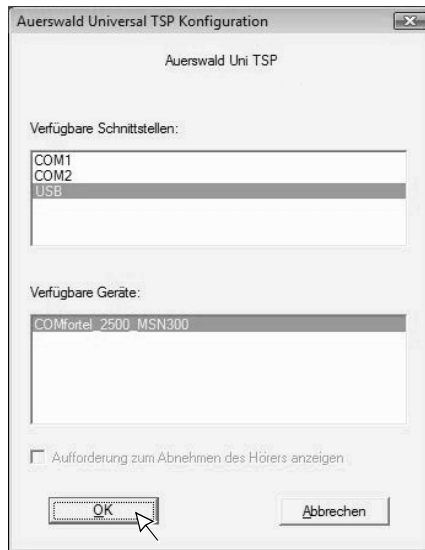 Auerswald Universal TSP Konfiguration
Auerswald Uni TSP
Verfügbare Schnittstellen:
COM1
COM2
USB
Verfügbare Geräte:
COMfortel_2500_MSN300
Aufforderung zum Abnehmen des Hörers anzeigen
OK
Abbrechen